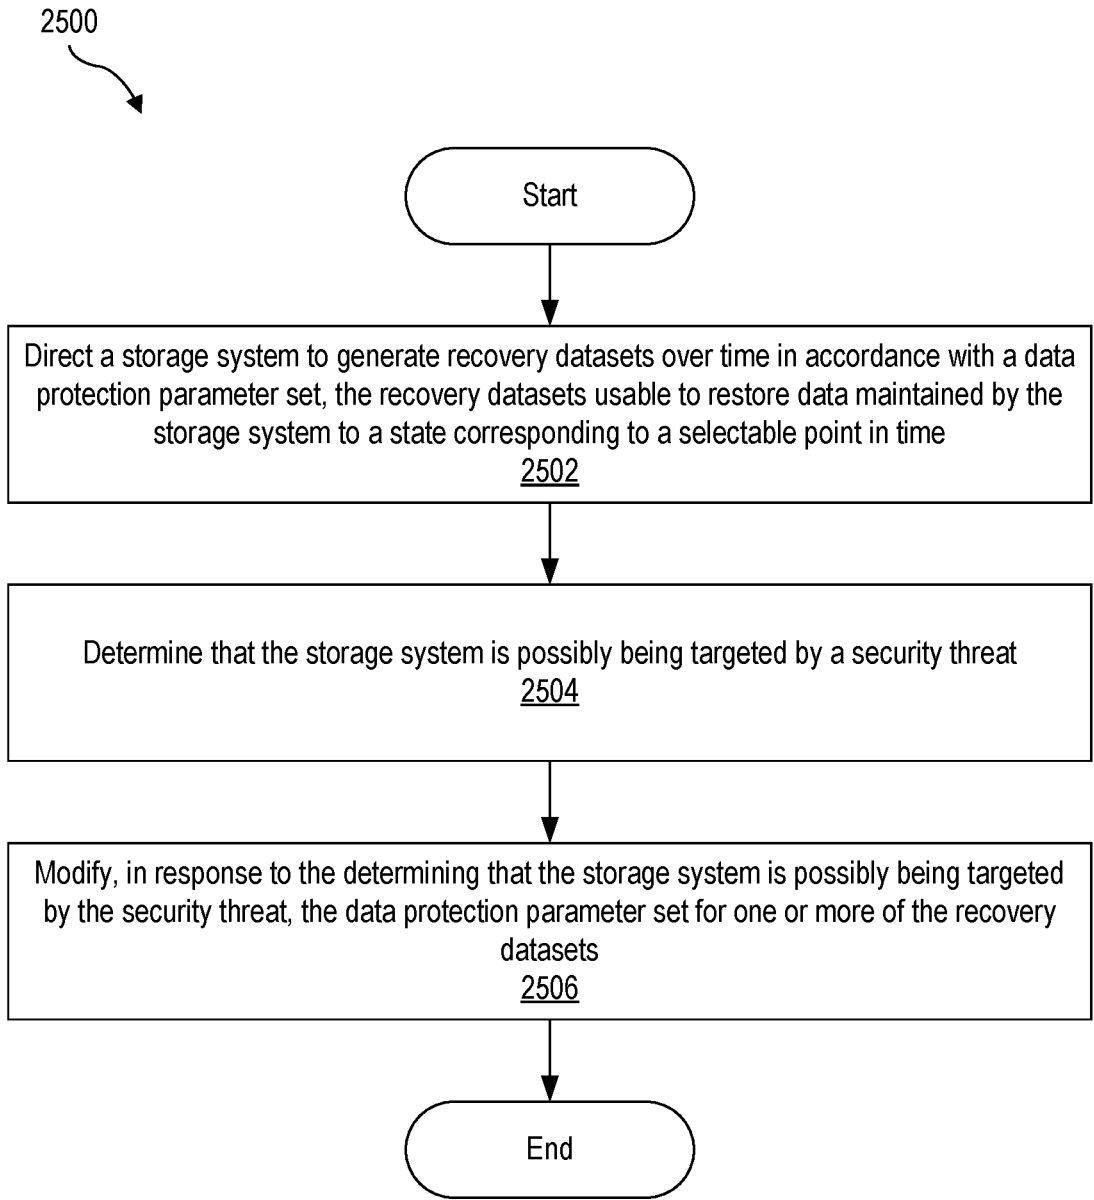 2500
Start
Direct a storage system to generate recovery datasets over time in accordance with a data
protection parameter set, the recovery datasets usable to restore data maintained by the
storage system to a state corresponding to a selectable point in time
2502
Determine that the storage system is possibly being targeted by a security threat
2504
Modify, in response to the determining that the storage system is possibly being targeted
by the security threat, the data protection parameter set for one or more of the recovery
datasets
2506
End